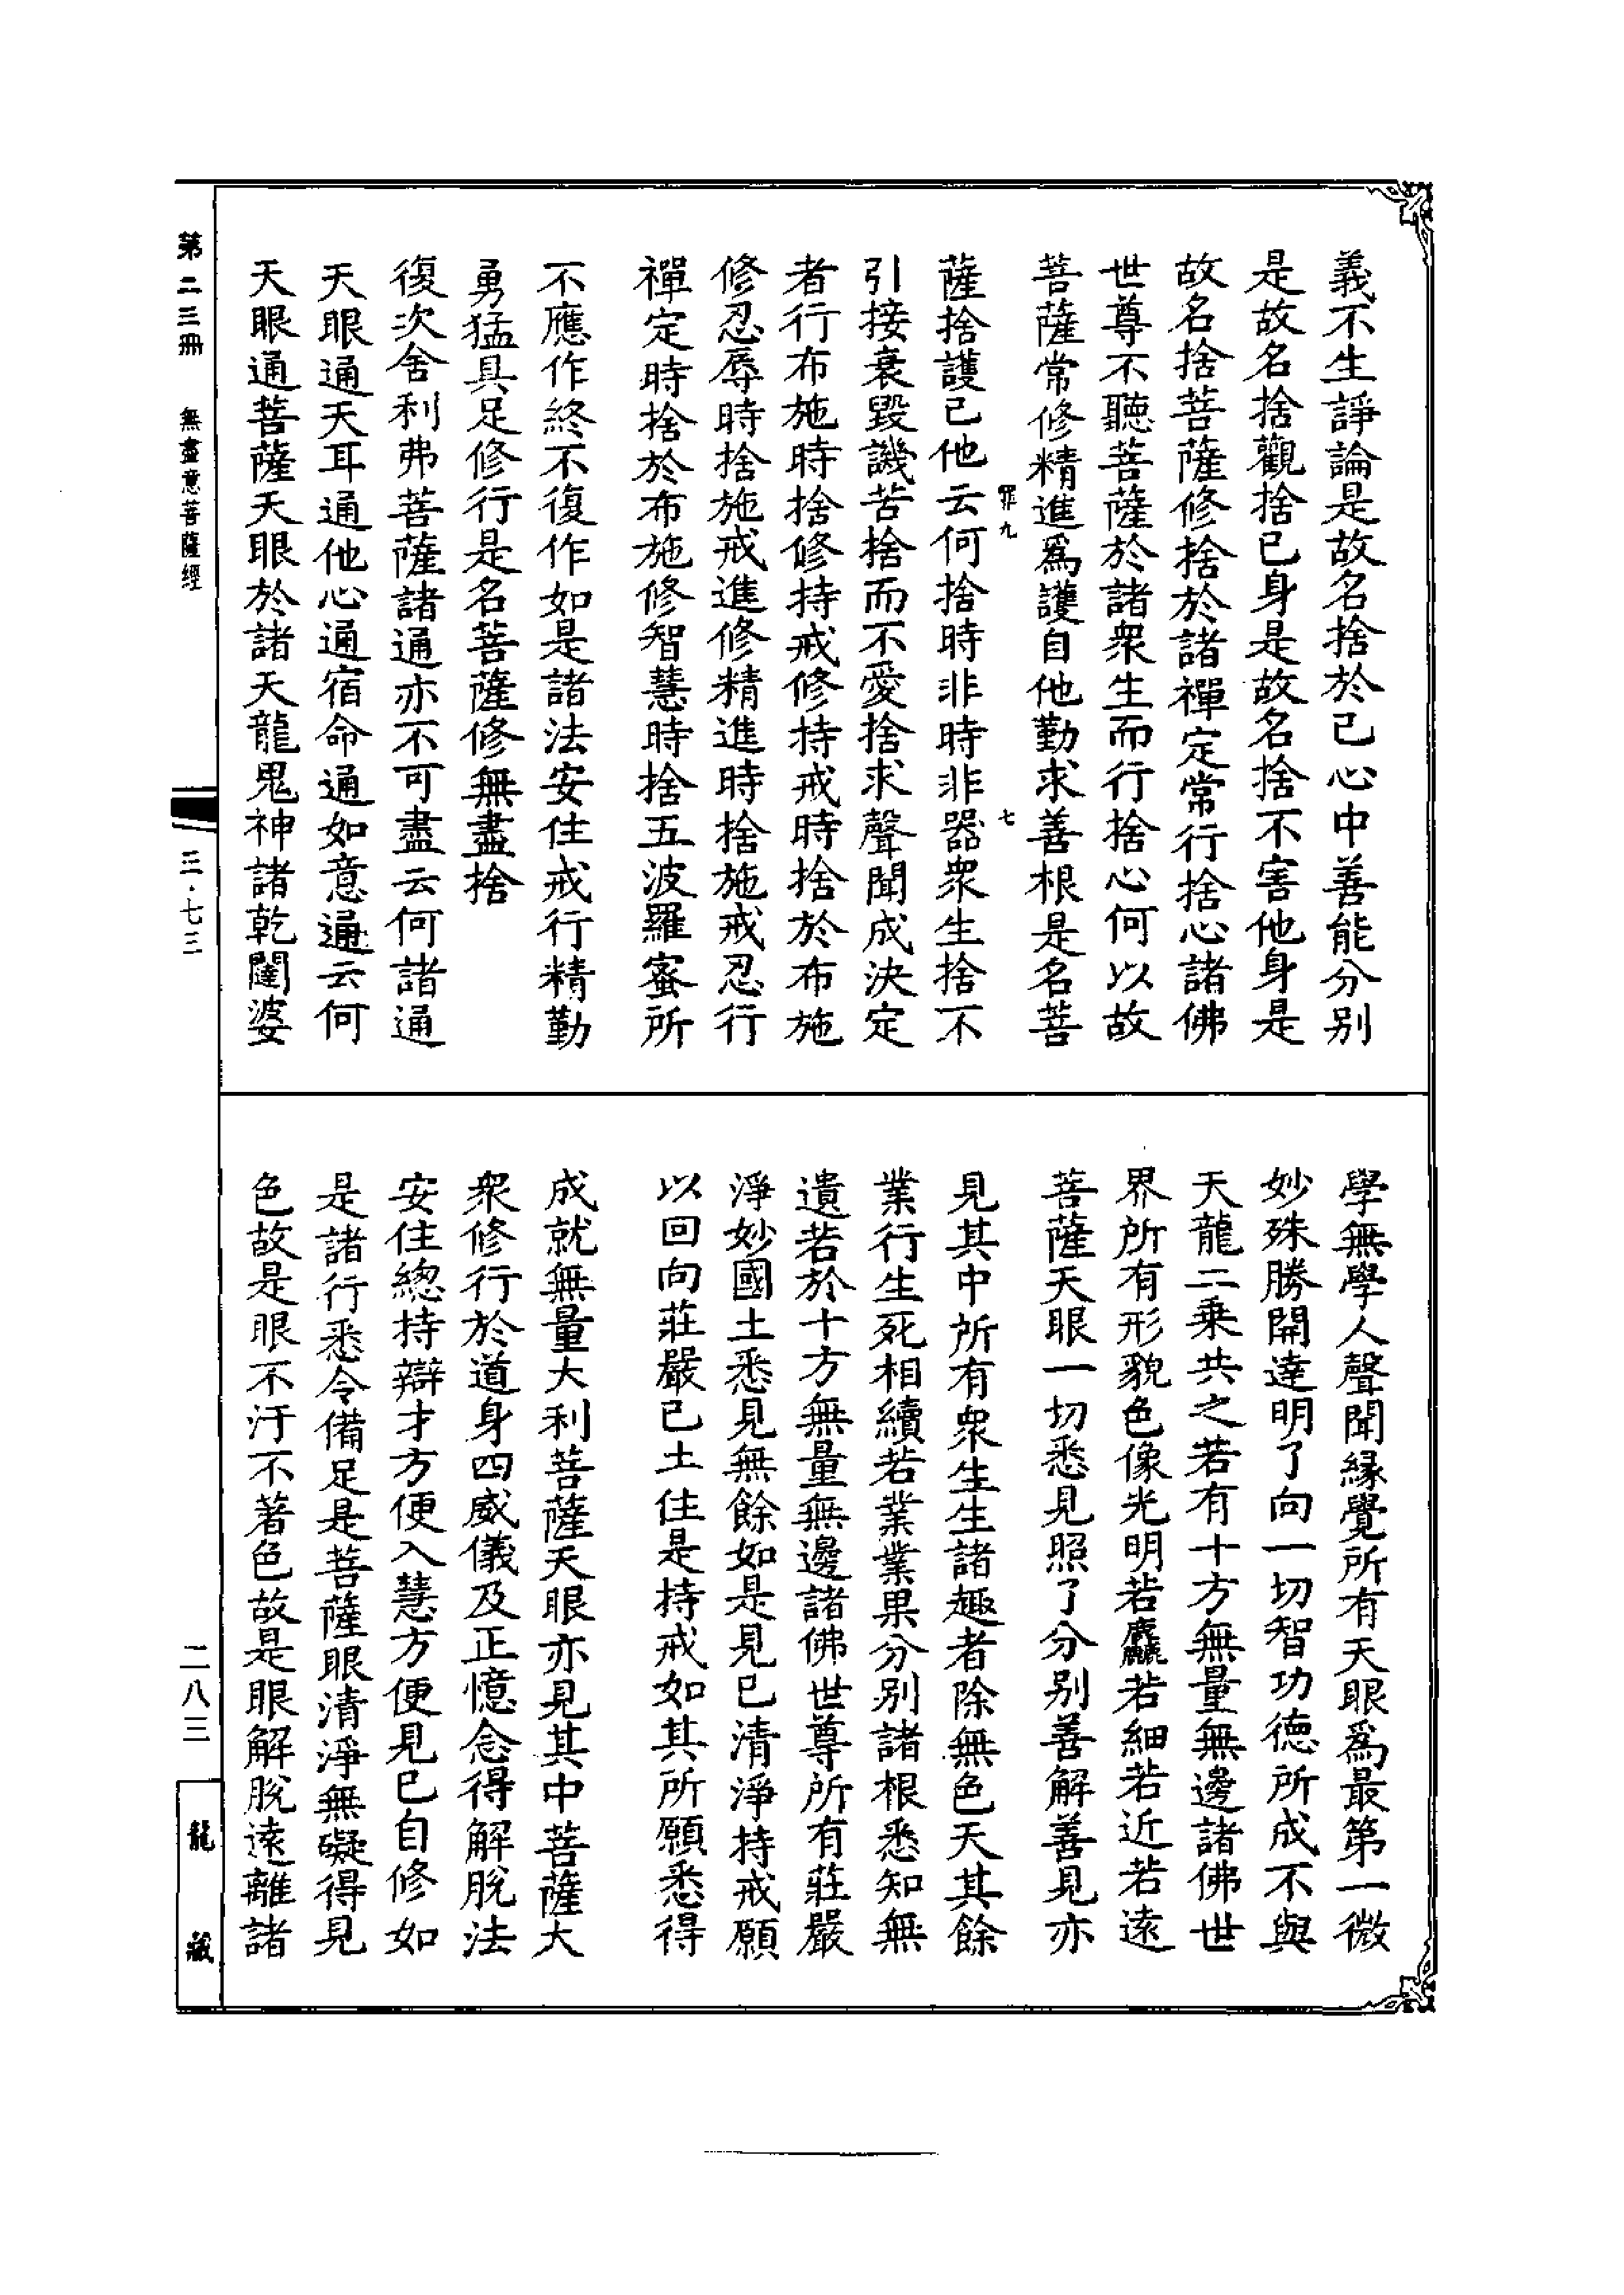 義不生諍論是故名捨於己心中善能分别
是故名捨觀捨已身是故名捨不害他身是
故名捨菩薩修捨於諸禪定常行捨心諸佛
世尊不聽菩薩於諸衆生而行捨心何以故
菩薩常修精進爲護自他勤求善根是名菩
罪九
七
薩捨護己他云何捨時非時非器衆生捨不
引接衰毀譏苦捨而不愛捨求聲聞成決定
者行布施時捨修持戒修持戒時捨於布施
修忍辱時捨施戒進修精進時捨施戒忍行
禪定時捨於布施修智慧時捨五波羅蜜所
不應作終不復作如是諸法安住戒行精勤
勇猛具足修行是名菩薩修無盡捨
復次舍利弗菩薩諸通亦不可盡云何諸通
天眼通天耳通他心通宿命通如意通云何
天眼通菩薩天眼於諸天龍鬼神諸乾闥婆
學無學人聲聞緣覺所有天眼爲最第一微
妙殊勝開達明了向一切智功德所成不與
天龍二乘共之若有十方無量無邊諸佛世
界所有形貌色像光明若麤若細若近若遠
菩薩天眼一切悉見照了分别善解善見亦
見其中所有衆生生諸趣者除無色天其餘
業行生死相續若業業果分别諸根悉知無
遺若於十方無量無邊諸佛世尊所有莊嚴
淨妙國土悉見無餘如是見已清淨持戒願
以回向莊嚴已土住是持戒如其所願悉得
成就無量大利菩薩天眼亦見其中菩薩大
衆修行於道身四威儀及正憶念得解脫法
安住總持辯才方便入慧方便見已自修如
是諸行悉令備足是菩薩眼清淨無礙得見
色故是眼不汙不著色故是眼解脫遠離諸
第二三冊
無盡意菩薩經
三·七三
二八三
龍藏